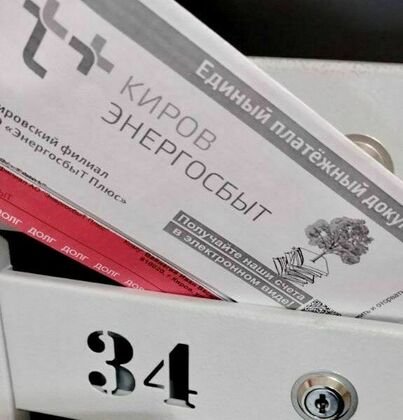 Единый платёжный доку
КИРОВ
ЭНЕРГОСБЫТ
ировский филиал
«ЭнергосбыТ Плюс»
Получайте наши счета
в электронном виде!
и оторвать
ДОЛГ ДОЛГ ДОЛГ ДОЛГ ДОЛГ
34